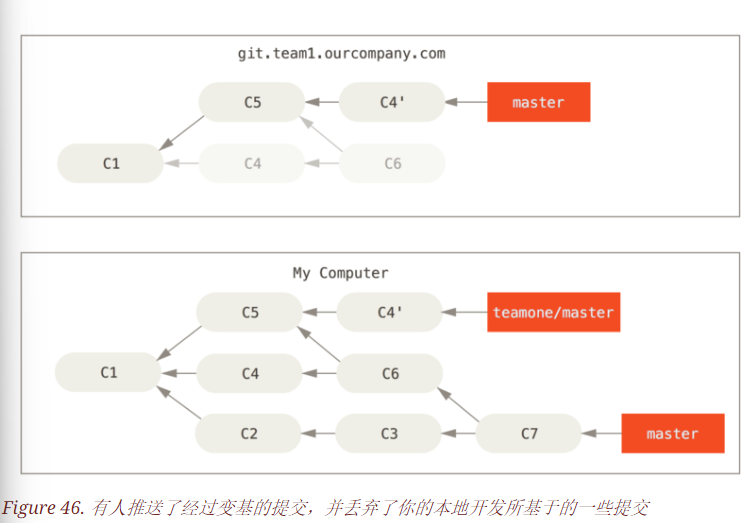 git.team1.ourcompany.com
C5 C4' master
C1 C4 C6
My Computer
C5 C4' teamone/master
C1 C4 C6
C2 C3 C7 master
Figure 46. 有人推送了经过变基的提交，并丢弃了你的本地开发所基于的一些提交